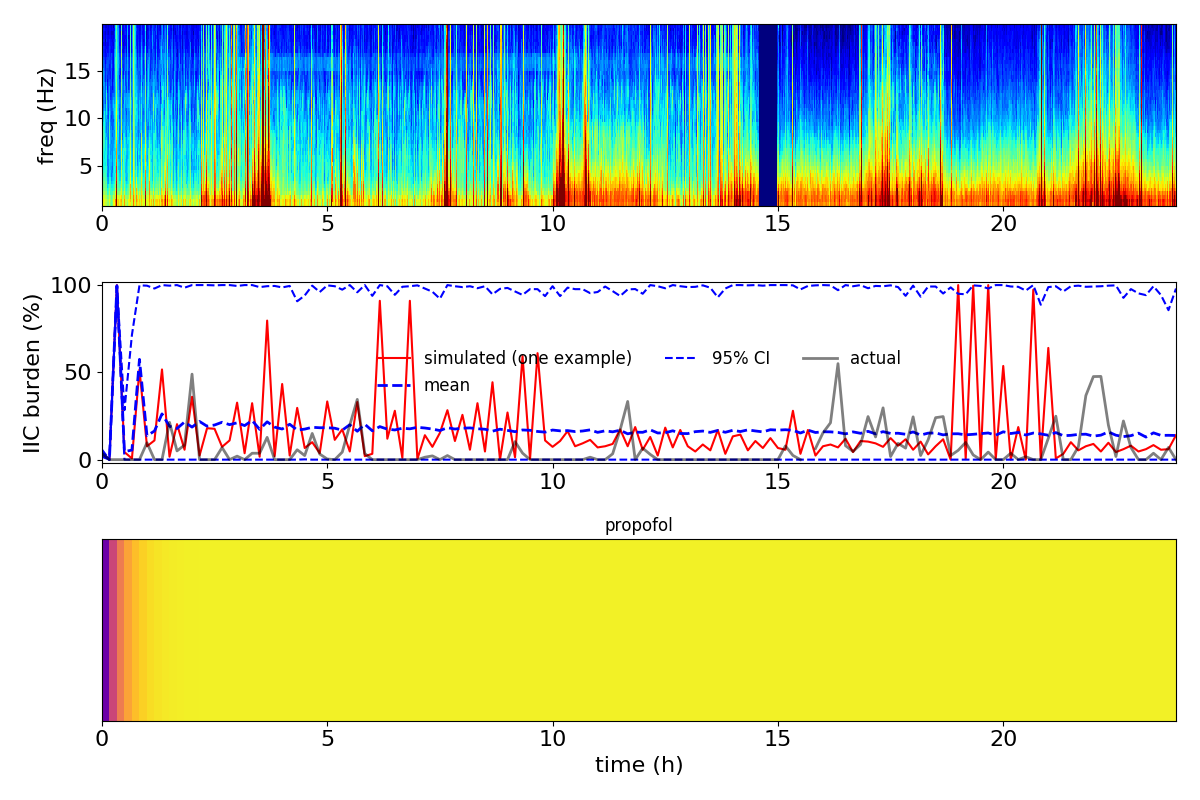 freq (Hz)
15
10
5
0 5 10 15 20
IIC burden (%)
100
50
0
simulated (one example) 95% CI actual
mean
0 5 10 15 20
propofol
0 5 10 15 20
time (h)